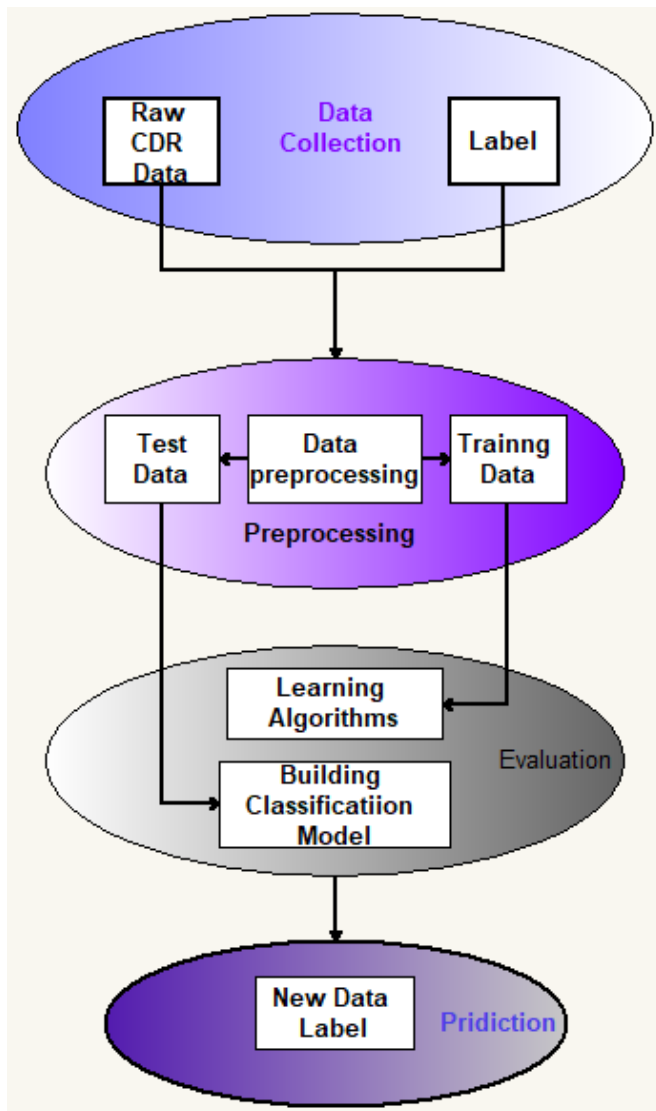 Raw
CDR
Data
Data
Collection
Label
Test
Data
Data
preprocessing
Trainng
Data
Preprocessing
Learning
Algorithms
Evaluation
Building
Classificatiion
Model
New Data
Label
Pridiction